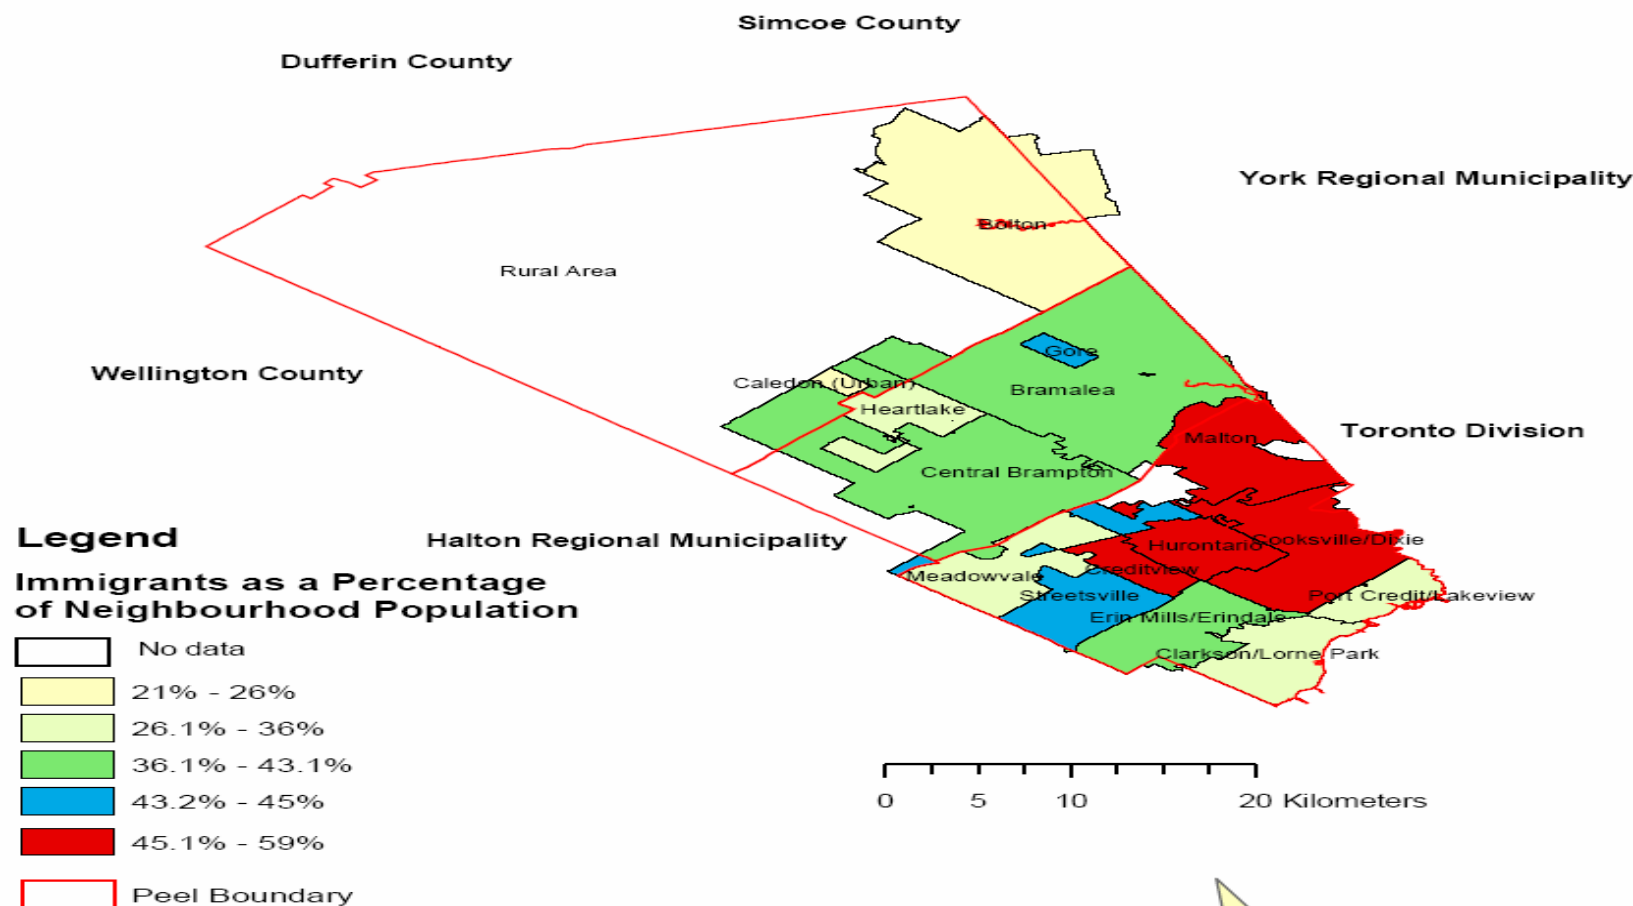 Simcoe County
Dufferin County
York Regional Municipality
Bolton
Rural Area
Gore
Wellington County
Caledon (Urban)
Bramalea
Heartlake
Malton
Toronto Division
Central Brampton
Legend
Halton Regional Municipality
Hurontario
Cooksville/Dixie
Immigrants as a Percentage
of Neighbourhood Population
Meadowvale
Creditview
Streetsville
Port Credit/Lakeview
Erin Mills/Erindale
No data
Clarkson/Lorne Park
21% - 26%
26.1% - 36%
36.1% - 43.1%
43.2% - 45%
0 5 10 20 Kilometers
45.1% - 59%
Peel Boundary